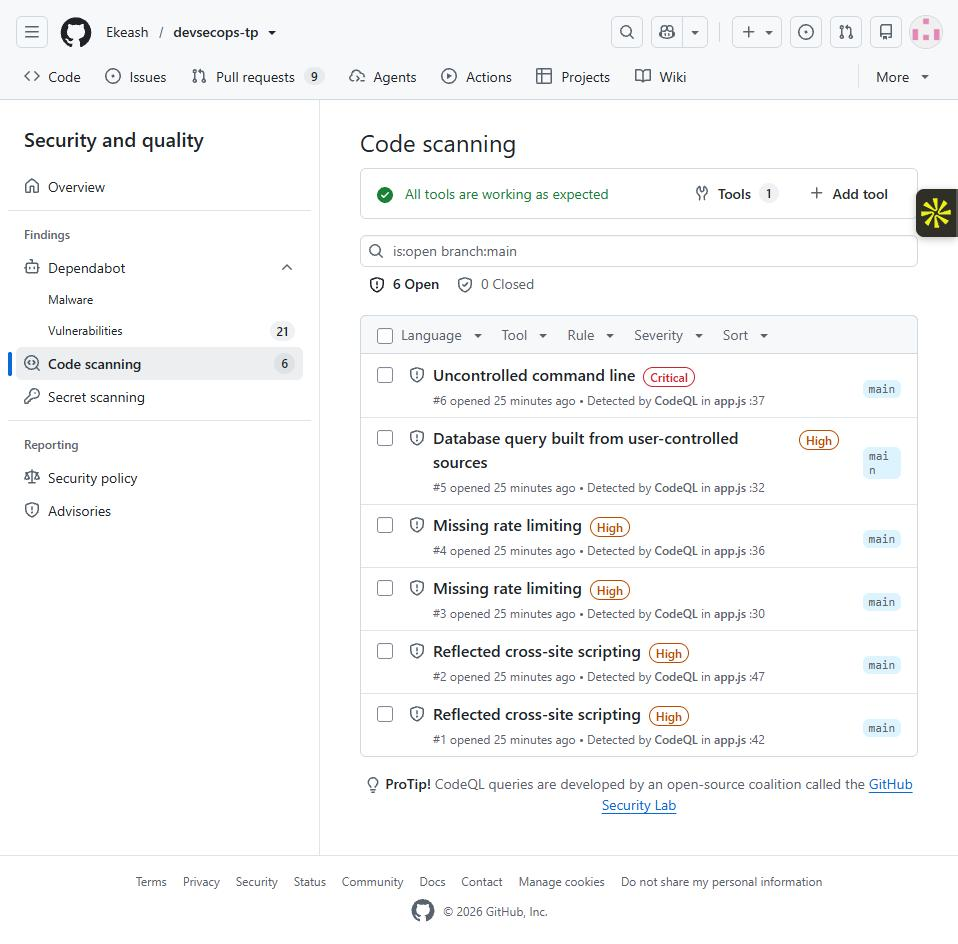 Ekeash / devsecops-tp
Code
Issues
Pull requests 9
Agents
Actions
Projects
Wiki
More
Security and quality
Overview
Findings
Dependabot
Malware
Vulnerabilities 21
Code scanning 6
Secret scanning
Reporting
Security policy
Advisories
Code scanning
All tools are working as expected
Tools 1
Add tool
is:open branch:main
6 Open
0 Closed
Language Tool Rule Severity Sort
Uncontrolled command line Critical
#6 opened 25 minutes ago • Detected by CodeQL in app.js :37
main
Database query built from user-controlled
sources
High
#5 opened 25 minutes ago • Detected by CodeQL in app.js :32
mai
n
Missing rate limiting High
#4 opened 25 minutes ago • Detected by CodeQL in app.js :36
main
Missing rate limiting High
#3 opened 25 minutes ago • Detected by CodeQL in app.js :30
main
Reflected cross-site scripting High
#2 opened 25 minutes ago • Detected by CodeQL in app.js :47
main
Reflected cross-site scripting High
#1 opened 25 minutes ago • Detected by CodeQL in app.js :42
main
ProTip! CodeQL queries are developed by an open-source coalition called the GitHub
Security Lab
Terms Privacy Security Status Community Docs Contact Manage cookies Do not share my personal information
© 2026 GitHub, Inc.